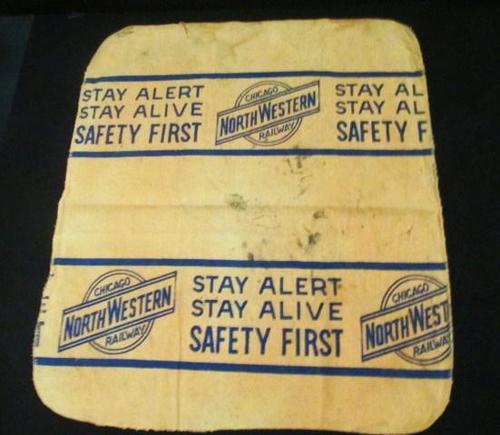 STAY ALERT
STAY ALIVE
SAFETY FIRST
CHICAGO
NORTH WESTERN
RAILWAY
STAY AL
STAY AL
SAFETY F
CHICAGO
NORTH WESTERN
RAILWAY
STAY ALERT
STAY ALIVE
SAFETY FIRST
CHICAGO
NORTH WEST
RAILWAY